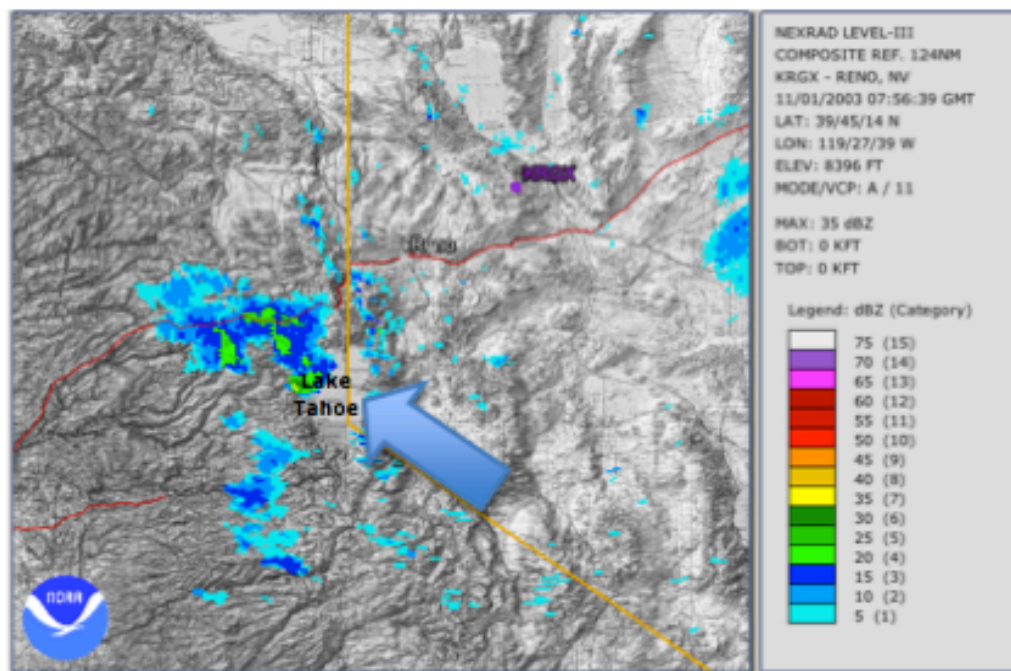 NEXRAD LEVEL-III
COMPOSITE REF. 124NM
KRGX - RENO, NV
11/01/2003 07:56:39 GMT
LAT: 39/45/14 N
LON: 119/27/39 W
ELEV: 8396 FT
MODE/VCP: A / 11
MAX: 35 dBZ
BOT: 0 KFT
TOP: 0 KFT
Legend: dBZ (Category)
75 (15)
70 (14)
65 (13)
60 (12)
55 (11)
50 (10)
45 (9)
40 (8)
35 (7)
30 (6)
25 (5)
20 (4)
15 (3)
10 (2)
5 (1)
KRGX
Reno
Lake
Tahoe
NOAA